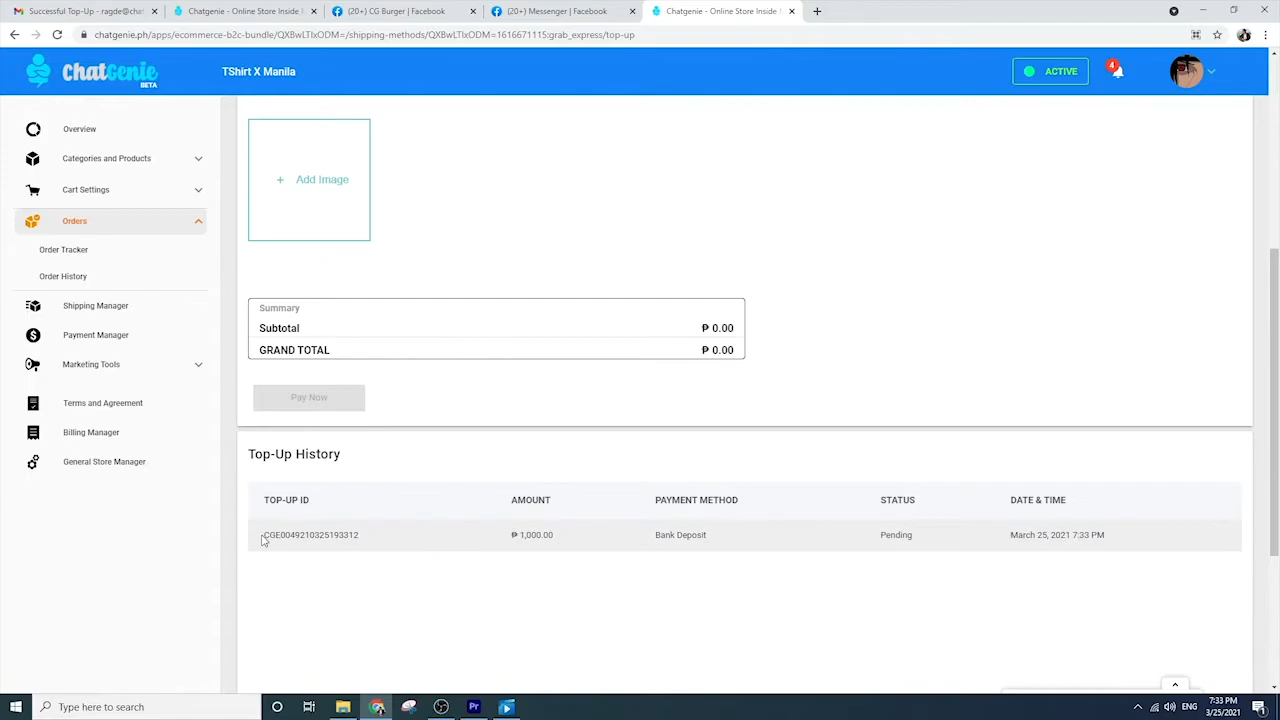 Successful Top-Up - ragde@chat
Chatgenie - Online Store Inside
(20+) CG Burger | Facebook
(20+) Messenger | Facebook
Chatgenie - Online Store Inside
chatgenie.ph/apps/ecommerce-b2c-bundle/QXBwLTIxODM=/shipping-methods/QXBwLTIxODM=1616671115:grab_express/top-up
ChatGenie
BETA
TShirt X Manila
ACTIVE
4
Overview
Categories and Products
Cart Settings
Orders
Order Tracker
Order History
Shipping Manager
Payment Manager
Marketing Tools
Terms and Agreement
Billing Manager
General Store Manager
+ Add Image
Summary
Subtotal ₱ 0.00
GRAND TOTAL ₱ 0.00
Pay Now
Top-Up History
TOP-UP ID AMOUNT PAYMENT METHOD STATUS DATE & TIME
CGE0049210325193312 ₱ 1,000.00 Bank Deposit Pending March 25, 2021 7:33 PM
Type here to search
Pr
ENG
7:33 PM
3/25/2021
1